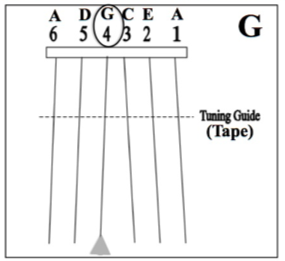 A D G C E A G
6 5 4 3 2 1
Tuning Guide
(Tape)